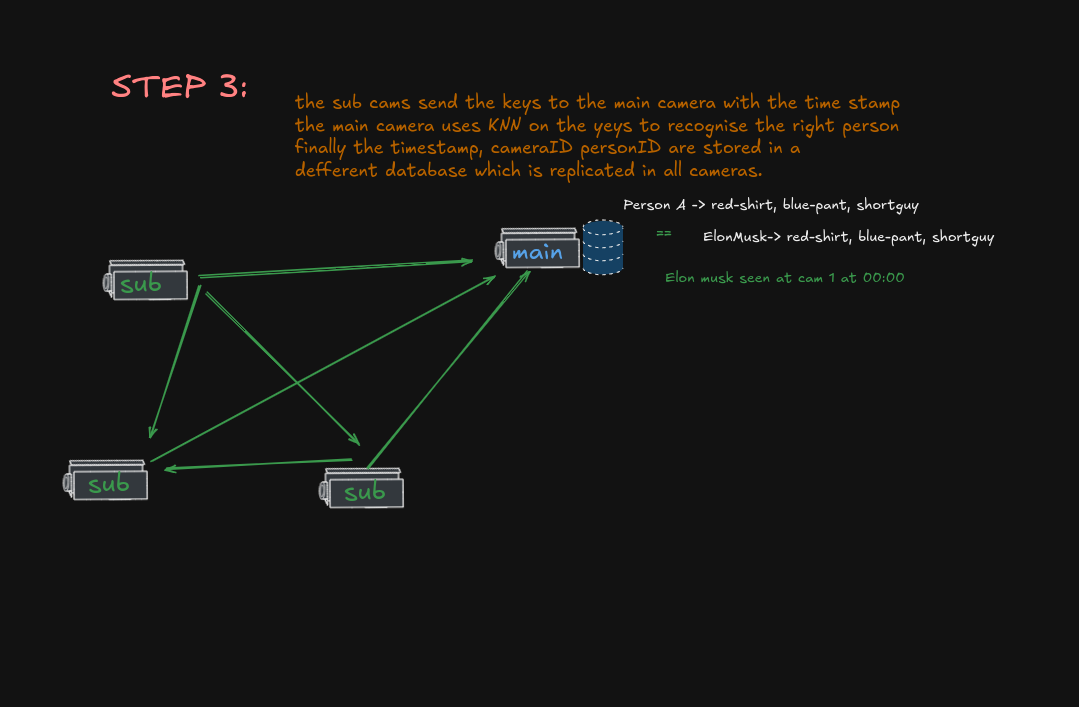 STEP 3:
the sub cams send the keys to the main camera with the time stamp
the main camera uses KNN on the yeys to recognise the right person
finally the timestamp, cameraID personID are stored in a
defferent database which is replicated in all cameras.
Person A -> red-shirt, blue-pant, shortguy
== ElonMusk-> red-shirt, blue-pant, shortguy
main
Elon musk seen at cam 1 at 00:00
sub
sub
sub